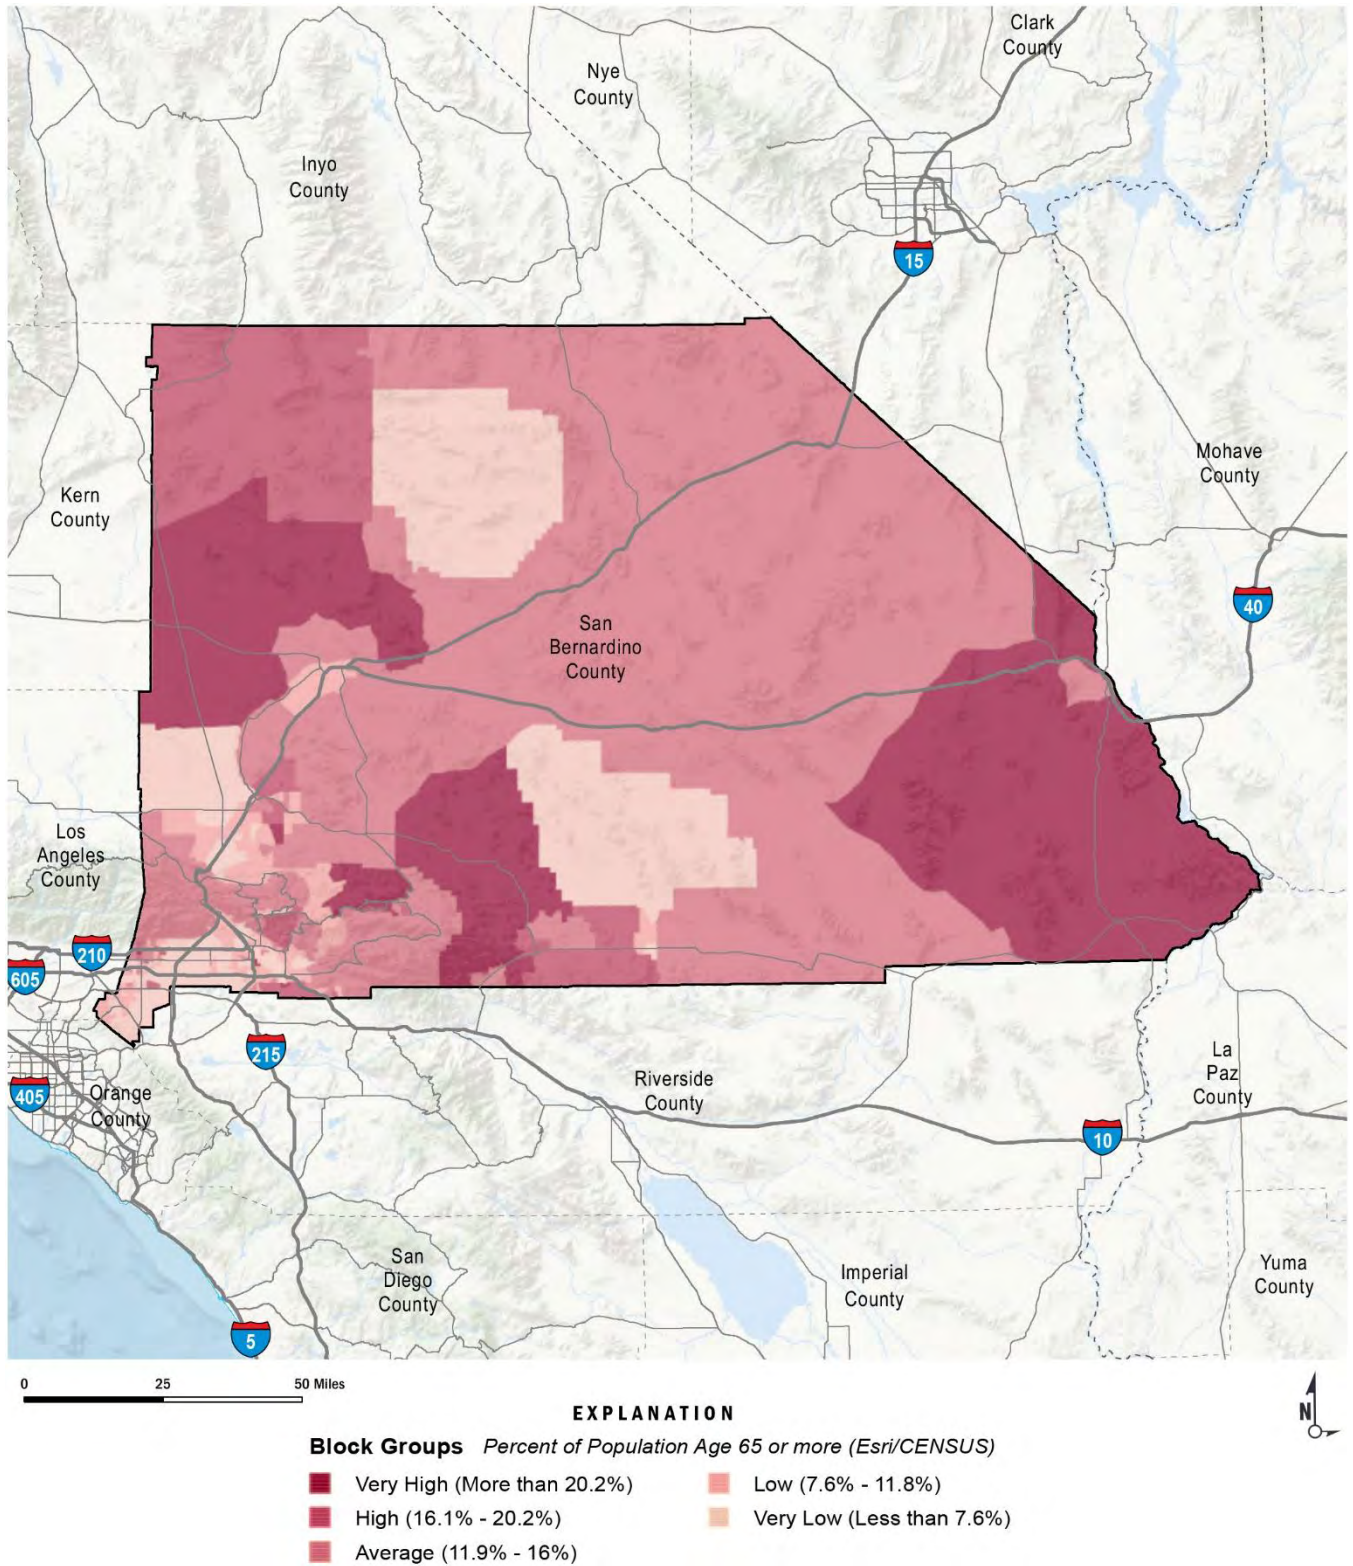 Clark
County
Nye
County
Inyo
County
15
Mohave
County
Kern
County
40
San
Bernardino
County
Los
Angeles
County
210
605
215
Orange
County
405
Riverside
County
La
Paz
County
10
San
Diego
County
Imperial
County
Yuma
County
5
0 25 50 Miles
N
EXPLANATION
Block Groups Percent of Population Age 65 or more (Esri/CENSUS)
Very High (More than 20.2%)
High (16.1% - 20.2%)
Average (11.9% - 16%)
Low (7.6% - 11.8%)
Very Low (Less than 7.6%)